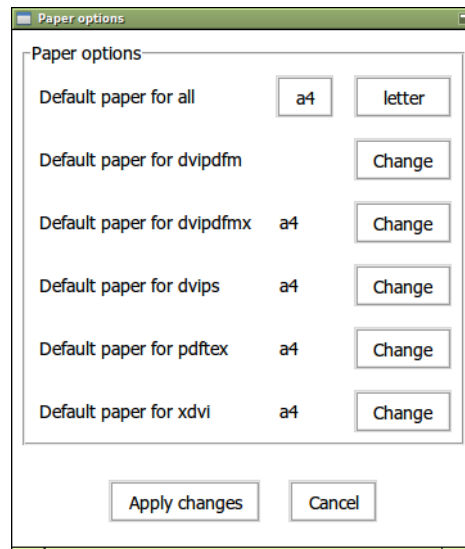 Paper options
Paper options
Default paper for all a4 letter
Default paper for dvipdfm Change
Default paper for dvipdfmx a4 Change
Default paper for dvips a4 Change
Default paper for pdftex a4 Change
Default paper for xdvi a4 Change
Apply changes Cancel